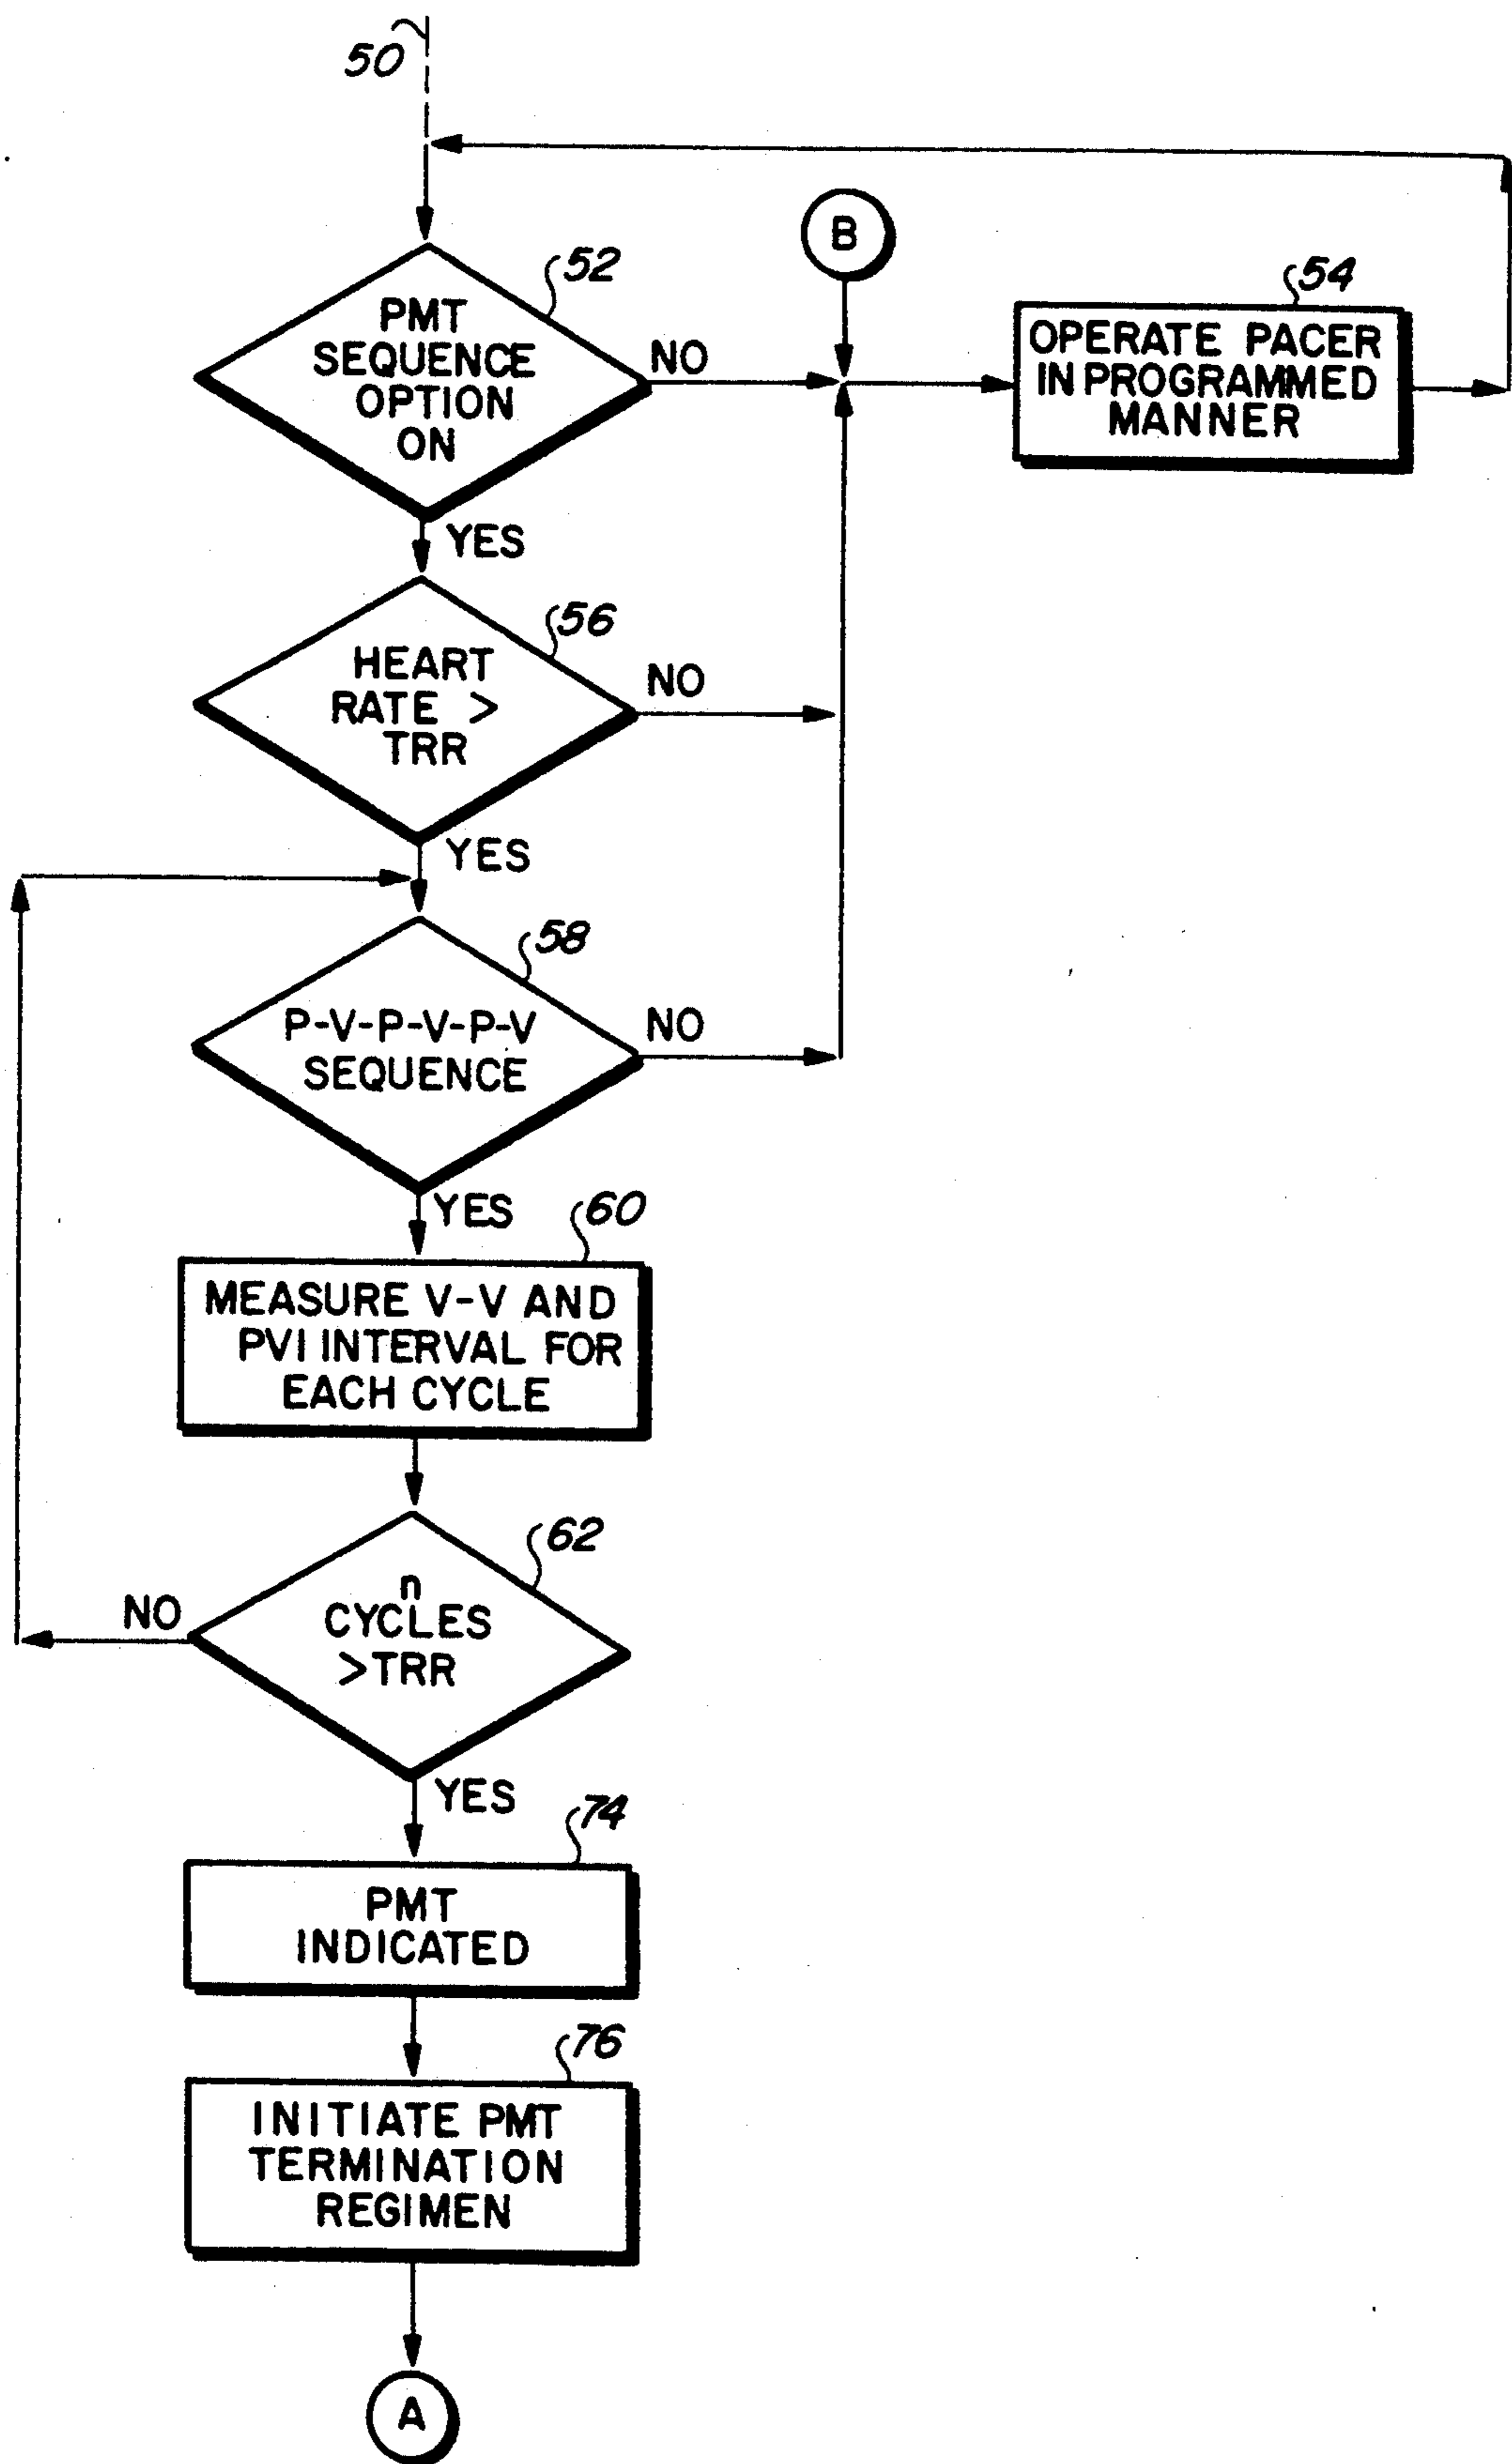 50
52
PMT
SEQUENCE
OPTION
ON
NO
YES
B
54
OPERATE PACER
IN PROGRAMMED
MANNER
56
HEART
RATE >
TRR
NO
YES
58
P-V-P-V-P-V
SEQUENCE
NO
YES
60
MEASURE V-V AND
PVI INTERVAL FOR
EACH CYCLE
62
n
CYCLES
>TRR
NO
YES
74
PMT
INDICATED
76
INITIATE PMT
TERMINATION
REGIMEN
A